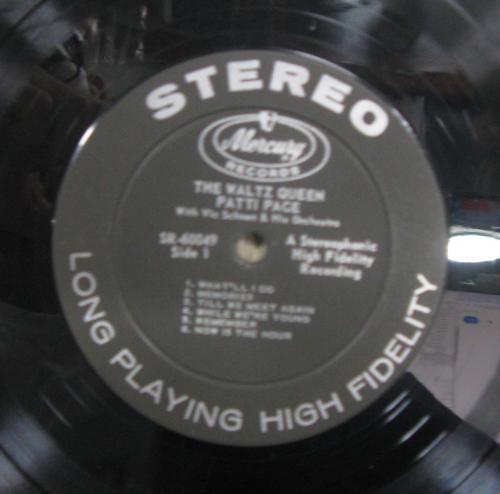 STEREO
Mercury
RECORDS
THE WALTZ QUEEN
PATTI PAGE
With Vic Schoen & His Orchestra
SR-60049
Side 1
A Stereophonic
High Fidelity
Recording
1. WHAT'LL I DO
2. MEMORIES
3. TILL WE MEET AGAIN
4. WHILE WE'RE YOUNG
5. REMEMBER
6. NOW IS THE HOUR
LONG PLAYING HIGH FIDELITY